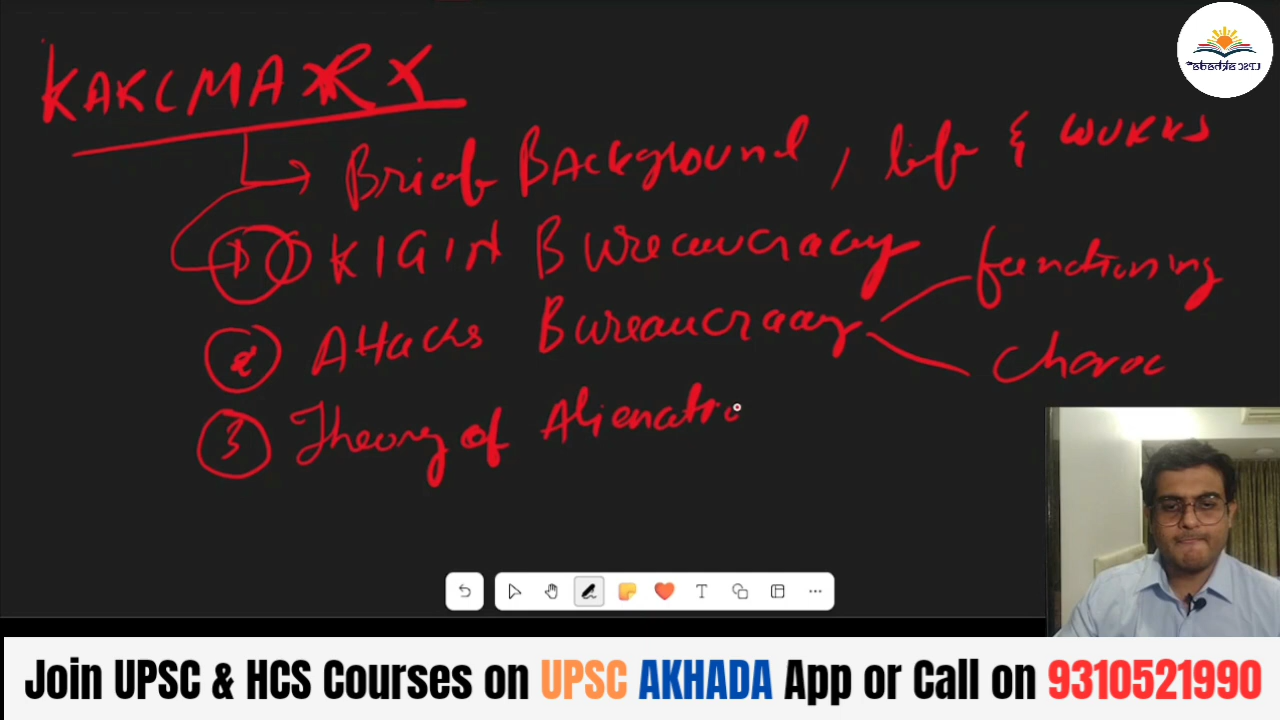 KARLMARX
Brief Background, life & works
① ORIGIN Bureaucracy
② Attacks Bureaucracy
functioning
Charac
③ Theory of Alienatio
Join UPSC & HCS Courses on UPSC AKHADA App or Call on 9310521990